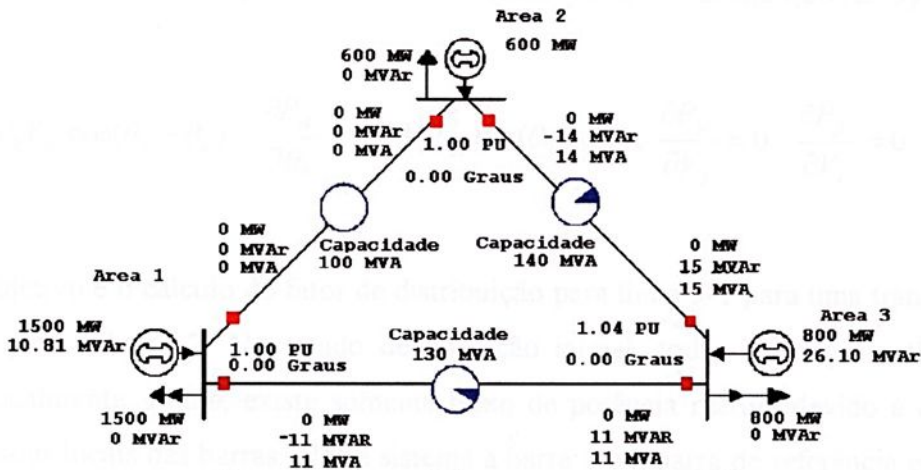 Area 2
600 MW
0 MVAr
600 MW
0 MW
0 MVAr
0 MVA
1.00 PU
0.00 Graus
0 MW
-14 MVAr
14 MVA
Capacidade
100 MVA
Capacidade
140 MVA
0 MW
0 MVAr
0 MVA
0 MW
15 MVAr
15 MVA
Area 1
1500 MW
10.81 MVAr
1.00 PU
0.00 Graus
Capacidade
130 MVA
1.04 PU
0.00 Graus
Area 3
800 MW
26.10 MVAr
1500 MW
0 MVAr
0 MW
-11 MVAR
11 MVA
0 MW
11 MVAR
11 MVA
800 MW
0 MVAr